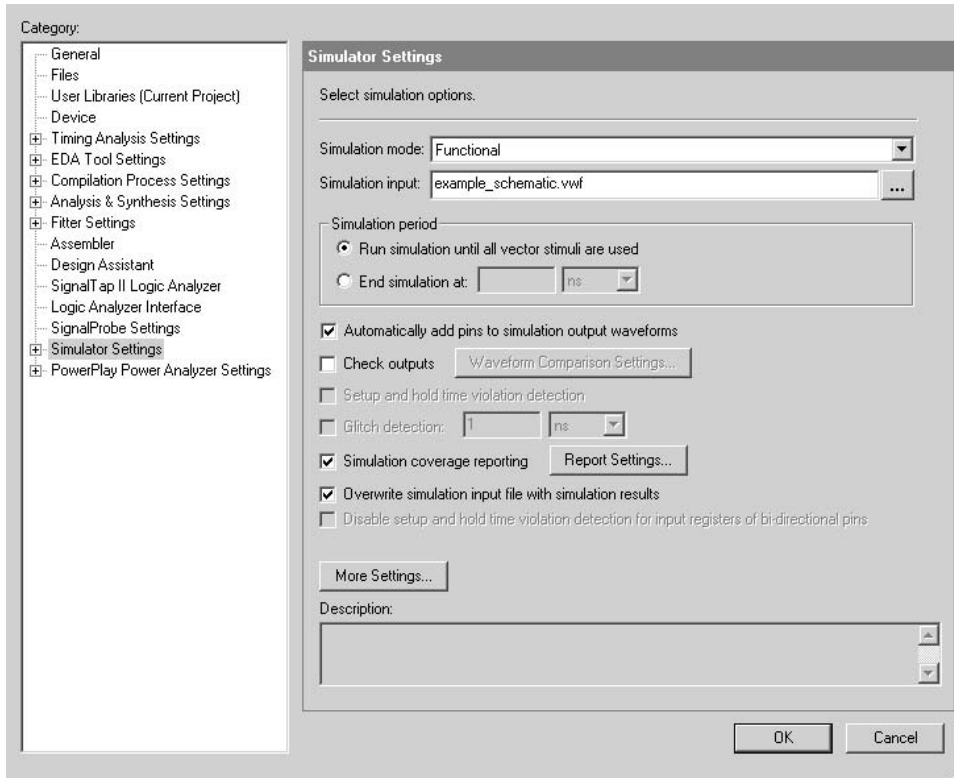 Category:
General
Files
User Libraries (Current Project)
Device
Timing Analysis Settings
EDA Tool Settings
Compilation Process Settings
Analysis & Synthesis Settings
Fitter Settings
Assembler
Design Assistant
SignalTap II Logic Analyzer
Logic Analyzer Interface
SignalProbe Settings
Simulator Settings
PowerPlay Power Analyzer Settings
Simulator Settings
Select simulation options.
Simulation mode: Functional
Simulation input: example_schematic.vwf ...
Simulation period
Run simulation until all vector stimuli are used
End simulation at: ns
Automatically add pins to simulation output waveforms
Check outputs Waveform Comparison Settings...
Setup and hold time violation detection
Glitch detection: 1 ns
Simulation coverage reporting Report Settings...
Overwrite simulation input file with simulation results
Disable setup and hold time violation detection for input registers of bi-directional pins
More Settings...
Description:
OK Cancel